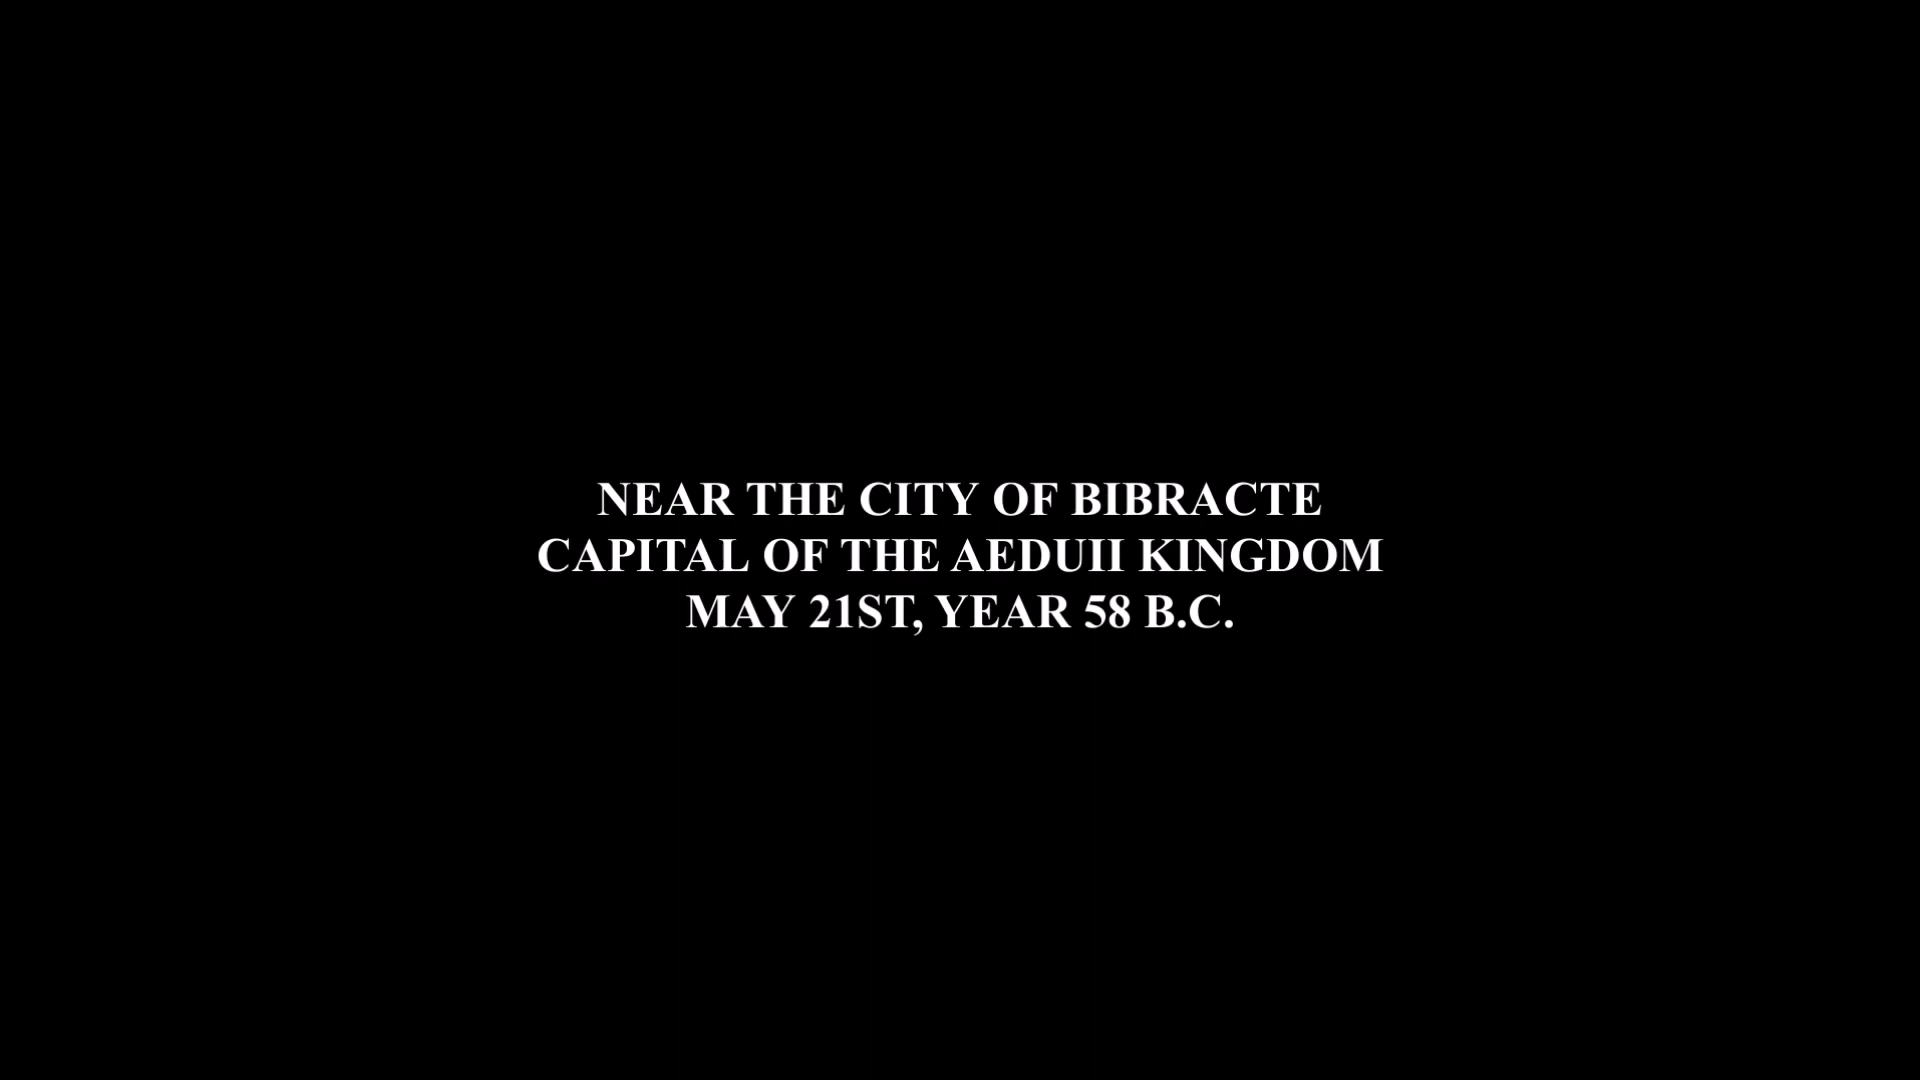 NEAR THE CITY OF BIBRACTE
CAPITAL OF THE AEDUII KINGDOM
MAY 21ST, YEAR 58 B.C.